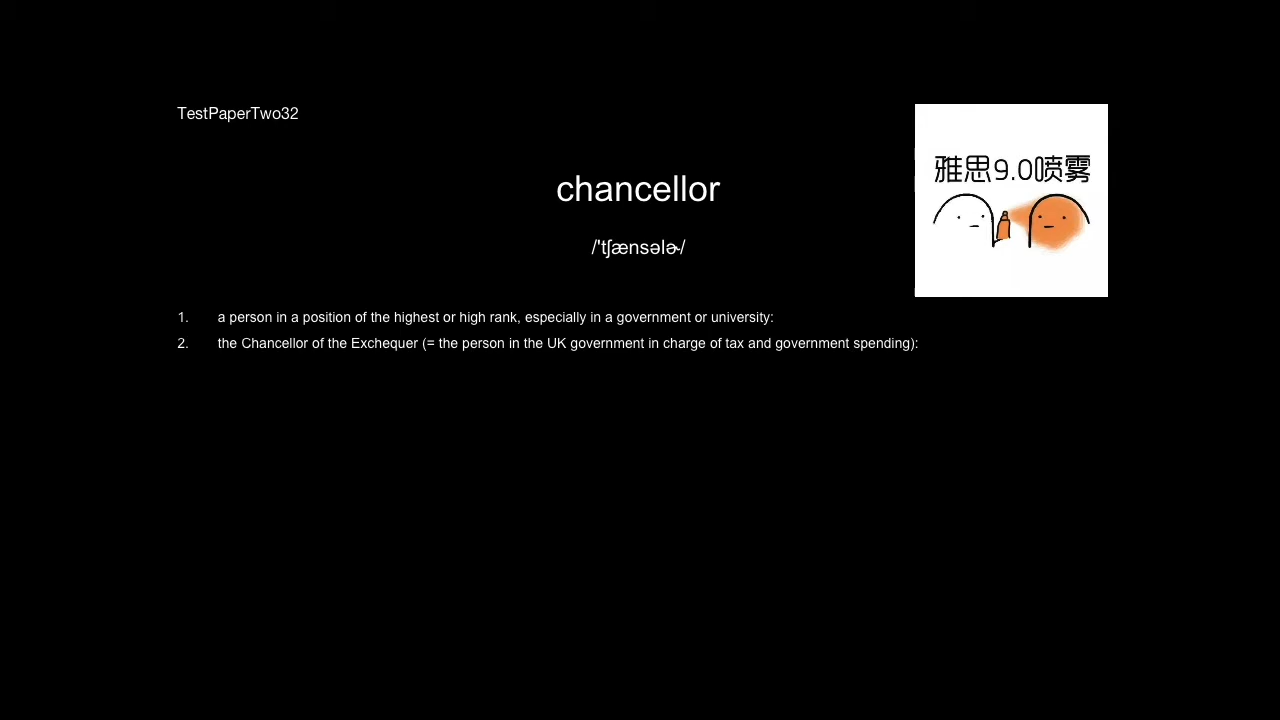 TestPaperTwo32
雅思9.0喷雾
chancellor
/'tʃænsəlɚ/
1. a person in a position of the highest or high rank, especially in a government or university:
2. the Chancellor of the Exchequer (= the person in the UK government in charge of tax and government spending):